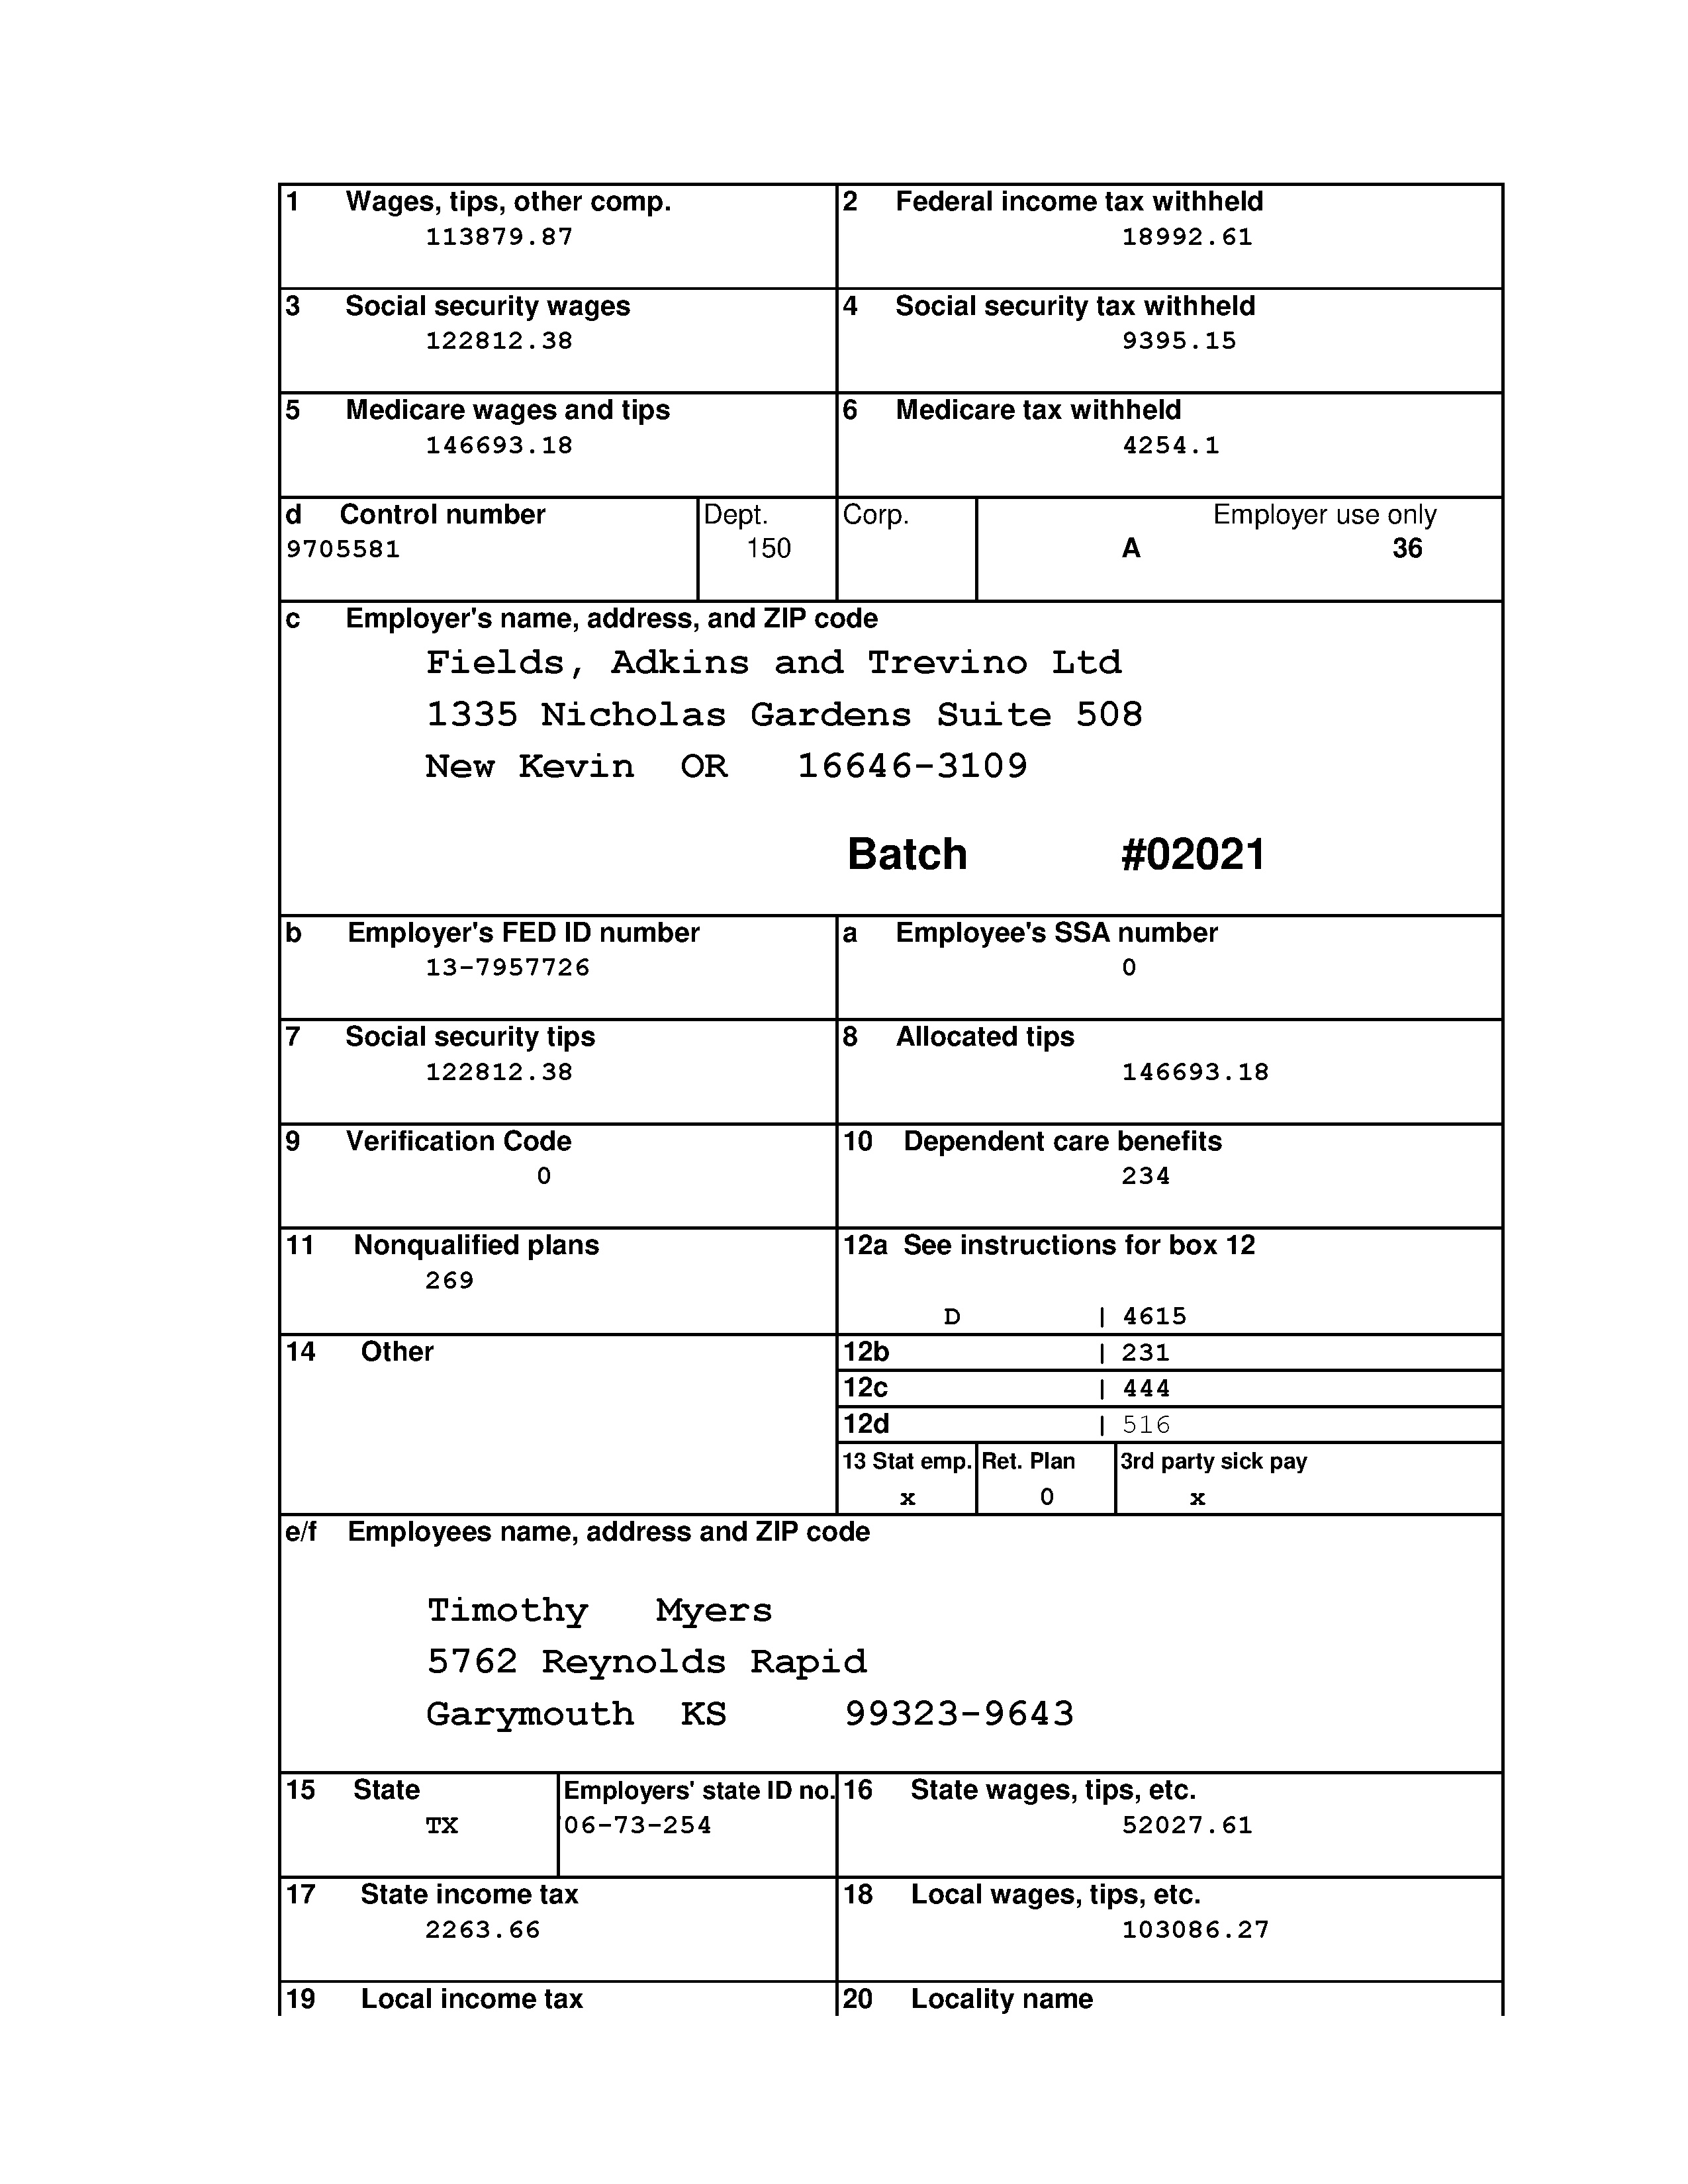 1 Wages, tips, other comp. 2 Federal income tax withheld
113879.87 18992.61
3 Social security wages 4 Social security tax withheld
122812.38 9395.15
5 Medicare wages and tips 6 Medicare tax withheld
146693.18 4254.1
d Control number Dept. Corp. Employer use only
9705581 150 A 36
c Employer's name, address, and ZIP code
Fields, Adkins and Trevino Ltd
1335 Nicholas Gardens Suite 508
New Kevin OR 16646-3109
Batch #02021
b Employer's FED ID number a Employee's SSA number
13-7957726 0
7 Social security tips 8 Allocated tips
122812.38 146693.18
9 Verification Code 10 Dependent care benefits
0 234
11 Nonqualified plans 12a See instructions for box 12
269
D | 4615
14 Other 12b | 231
12c | 444
12d | 516
13 Stat emp. Ret. Plan 3rd party sick pay
x 0 x
e/f Employees name, address and ZIP code
Timothy Myers
5762 Reynolds Rapid
Garymouth KS 99323-9643
15 State Employers' state ID no. 16 State wages, tips, etc.
TX 06-73-254 52027.61
17 State income tax 18 Local wages, tips, etc.
2263.66 103086.27
19 Local income tax 20 Locality name